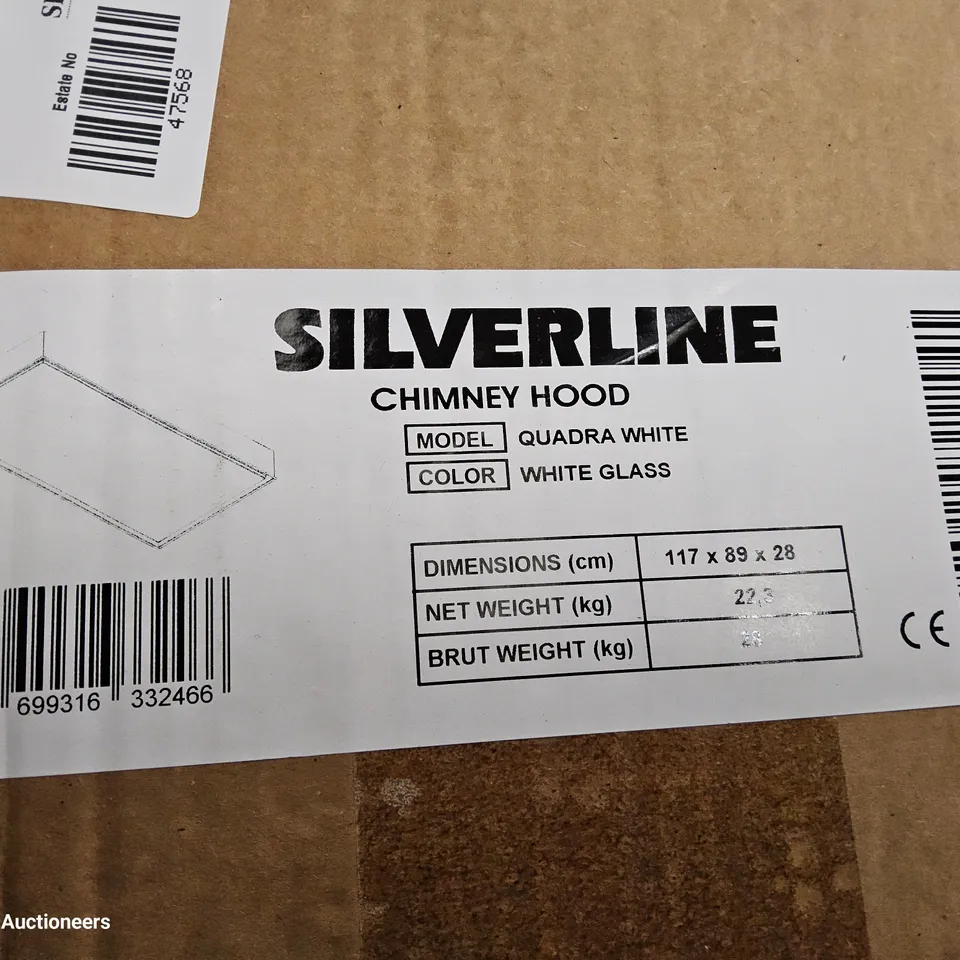 Estate No
47568
SILVERLINE
CHIMNEY HOOD
MODEL QUADRA WHITE
COLOR WHITE GLASS
DIMENSIONS (cm) 117 x 89 x 28
NET WEIGHT (kg) 22,3
BRUT WEIGHT (kg) 28
CE
699316 332466
Auctioneers